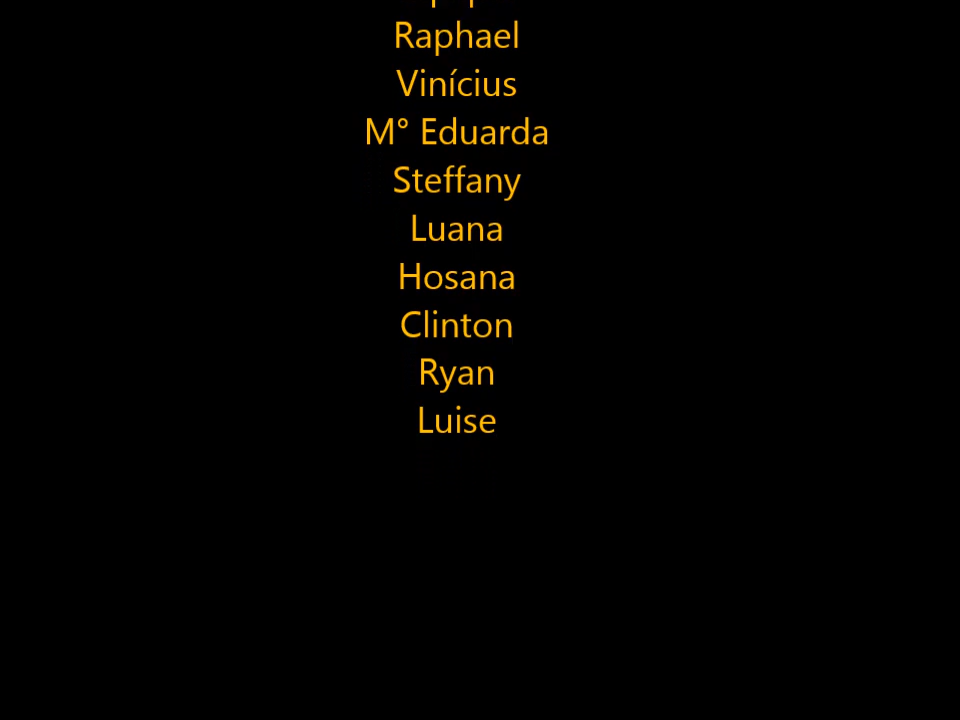 Raphael
Vinícius
M° Eduarda
Steffany
Luana
Hosana
Clinton
Ryan
Luise